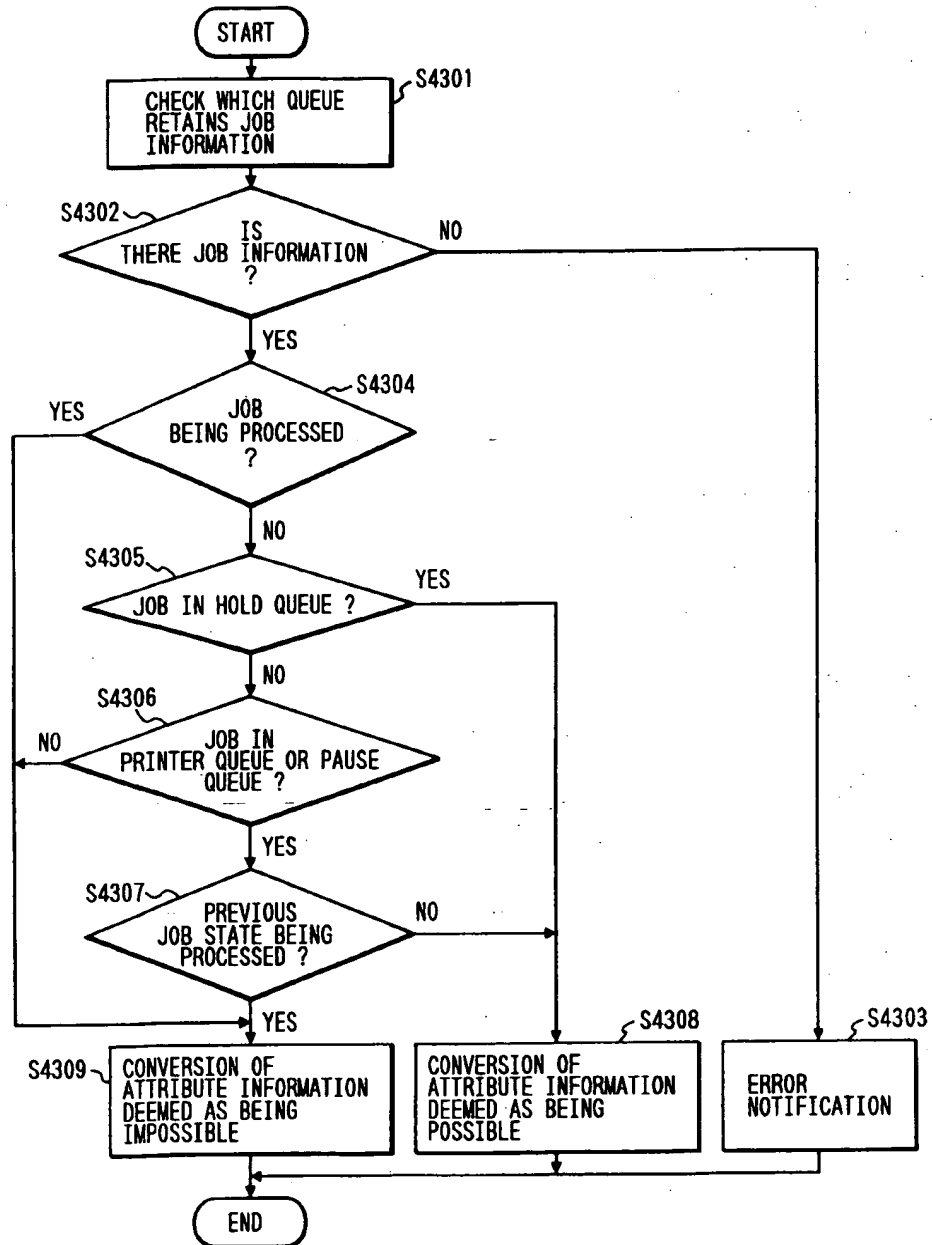 START
S4301
CHECK WHICH QUEUE
RETAINS JOB
INFORMATION
S4302
IS
THERE JOB INFORMATION
?
NO
YES
S4304
YES
JOB
BEING PROCESSED
?
NO
S4305
YES
JOB IN HOLD QUEUE ?
NO
S4306
NO
JOB IN
PRINTER QUEUE OR PAUSE
QUEUE ?
YES
S4307
NO
PREVIOUS
JOB STATE BEING
PROCESSED ?
YES
S4309
CONVERSION OF
ATTRIBUTE INFORMATION
DEEMED AS BEING
IMPOSSIBLE
S4308
CONVERSION OF
ATTRIBUTE INFORMATION
DEEMED AS BEING
POSSIBLE
S4303
ERROR
NOTIFICATION
END